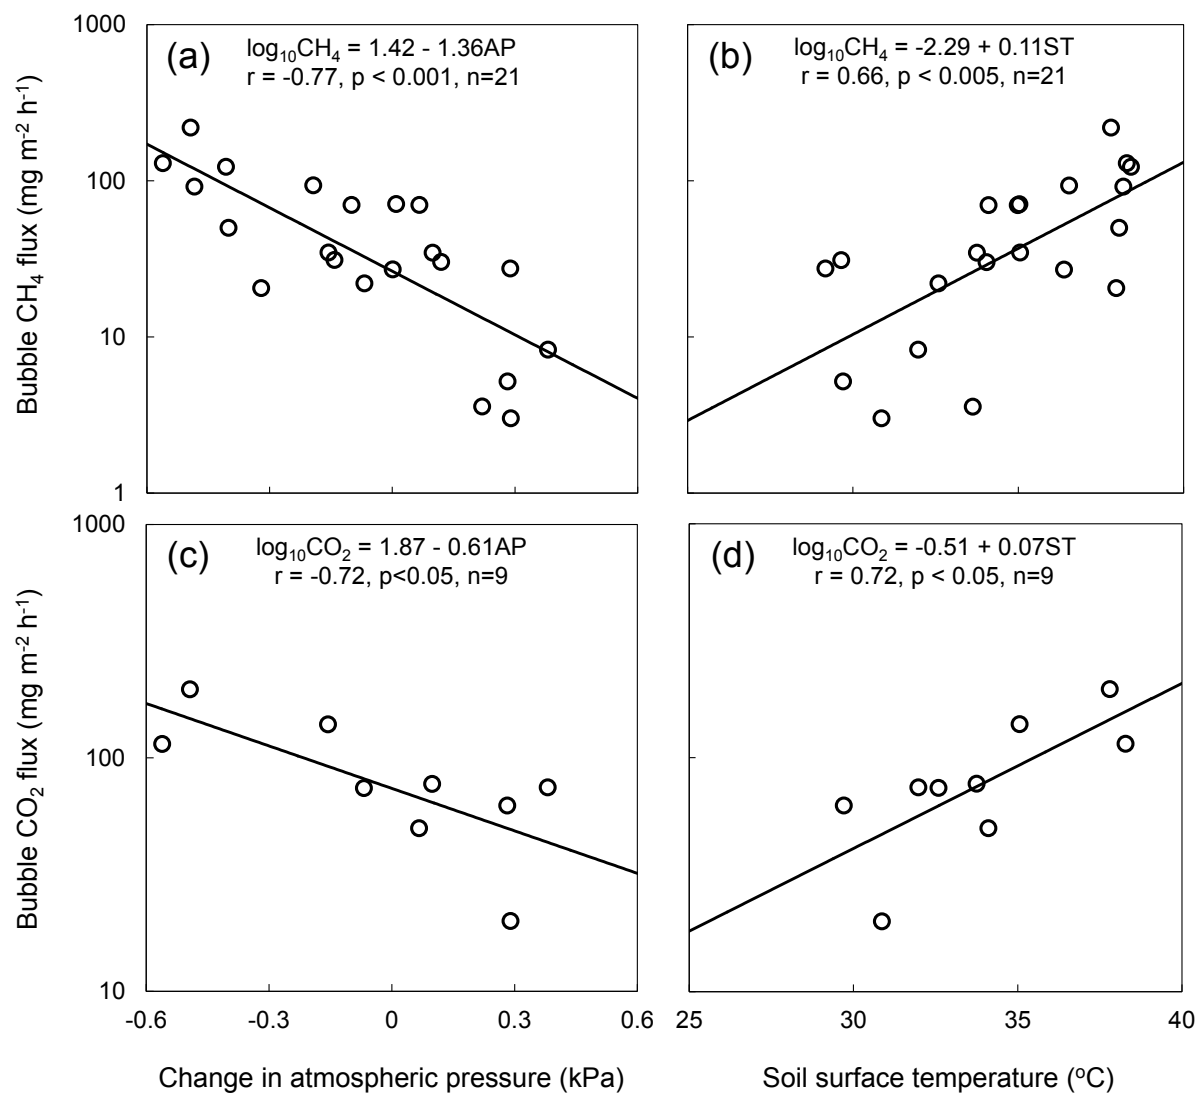 (a)
log₁₀CH₄ = 1.42 - 1.36AP
r = -0.77, p < 0.001, n=21
(b)
log₁₀CH₄ = -2.29 + 0.11ST
r = 0.66, p < 0.005, n=21
Bubble CH₄ flux (mg m⁻² h⁻¹)
1000
100
10
1
(c)
log₁₀CO₂ = 1.87 - 0.61AP
r = -0.72, p<0.05, n=9
(d)
log₁₀CO₂ = -0.51 + 0.07ST
r = 0.72, p < 0.05, n=9
Bubble CO₂ flux (mg m⁻² h⁻¹)
1000
100
10
-0.6 -0.3 0 0.3 0.6
25 30 35 40
Change in atmospheric pressure (kPa)
Soil surface temperature (ºC)